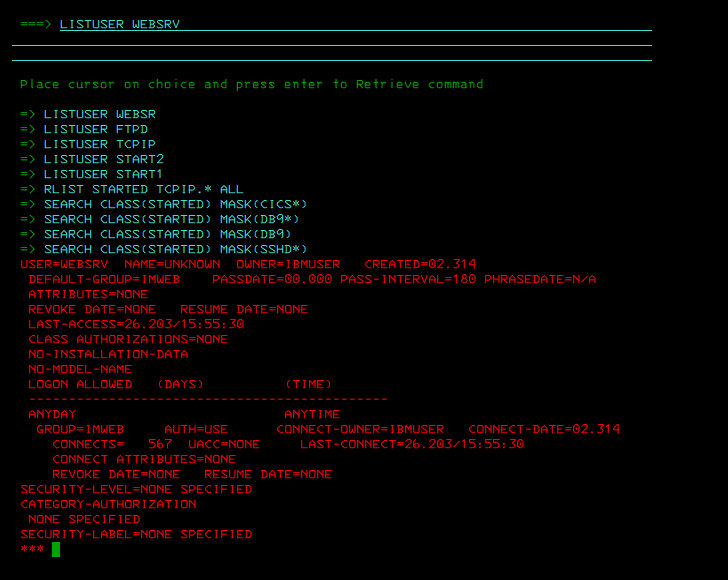 ===> LISTUSER WEBSRV
Place cursor on choice and press enter to Retrieve command
=> LISTUSER WEBSR
=> LISTUSER FTPD
=> LISTUSER TCPIP
=> LISTUSER START2
=> LISTUSER START1
=> RLIST STARTED TCPIP.* ALL
=> SEARCH CLASS(STARTED) MASK(CICS*)
=> SEARCH CLASS(STARTED) MASK(DB9*)
=> SEARCH CLASS(STARTED) MASK(DB9)
=> SEARCH CLASS(STARTED) MASK(SSHD*)
USER=WEBSRV  NAME=UNKNOWN  OWNER=IBMUSER   CREATED=02.314
 DEFAULT-GROUP=IMWEB    PASSDATE=00.000 PASS-INTERVAL=180 PHRASEDATE=N/A
 ATTRIBUTES=NONE
 REVOKE DATE=NONE   RESUME DATE=NONE
 LAST-ACCESS=26.203/15:55:30
 CLASS AUTHORIZATIONS=NONE
 NO-INSTALLATION-DATA
 NO-MODEL-NAME
 LOGON ALLOWED   (DAYS)          (TIME)
 ---------------------------------------------
 ANYDAY                          ANYTIME
  GROUP=IMWEB     AUTH=USE      CONNECT-OWNER=IBMUSER   CONNECT-DATE=02.314
    CONNECTS=   567  UACC=NONE     LAST-CONNECT=26.203/15:55:30
    CONNECT ATTRIBUTES=NONE
    REVOKE DATE=NONE   RESUME DATE=NONE
SECURITY-LEVEL=NONE SPECIFIED
CATEGORY-AUTHORIZATION
 NONE SPECIFIED
SECURITY-LABEL=NONE SPECIFIED
***